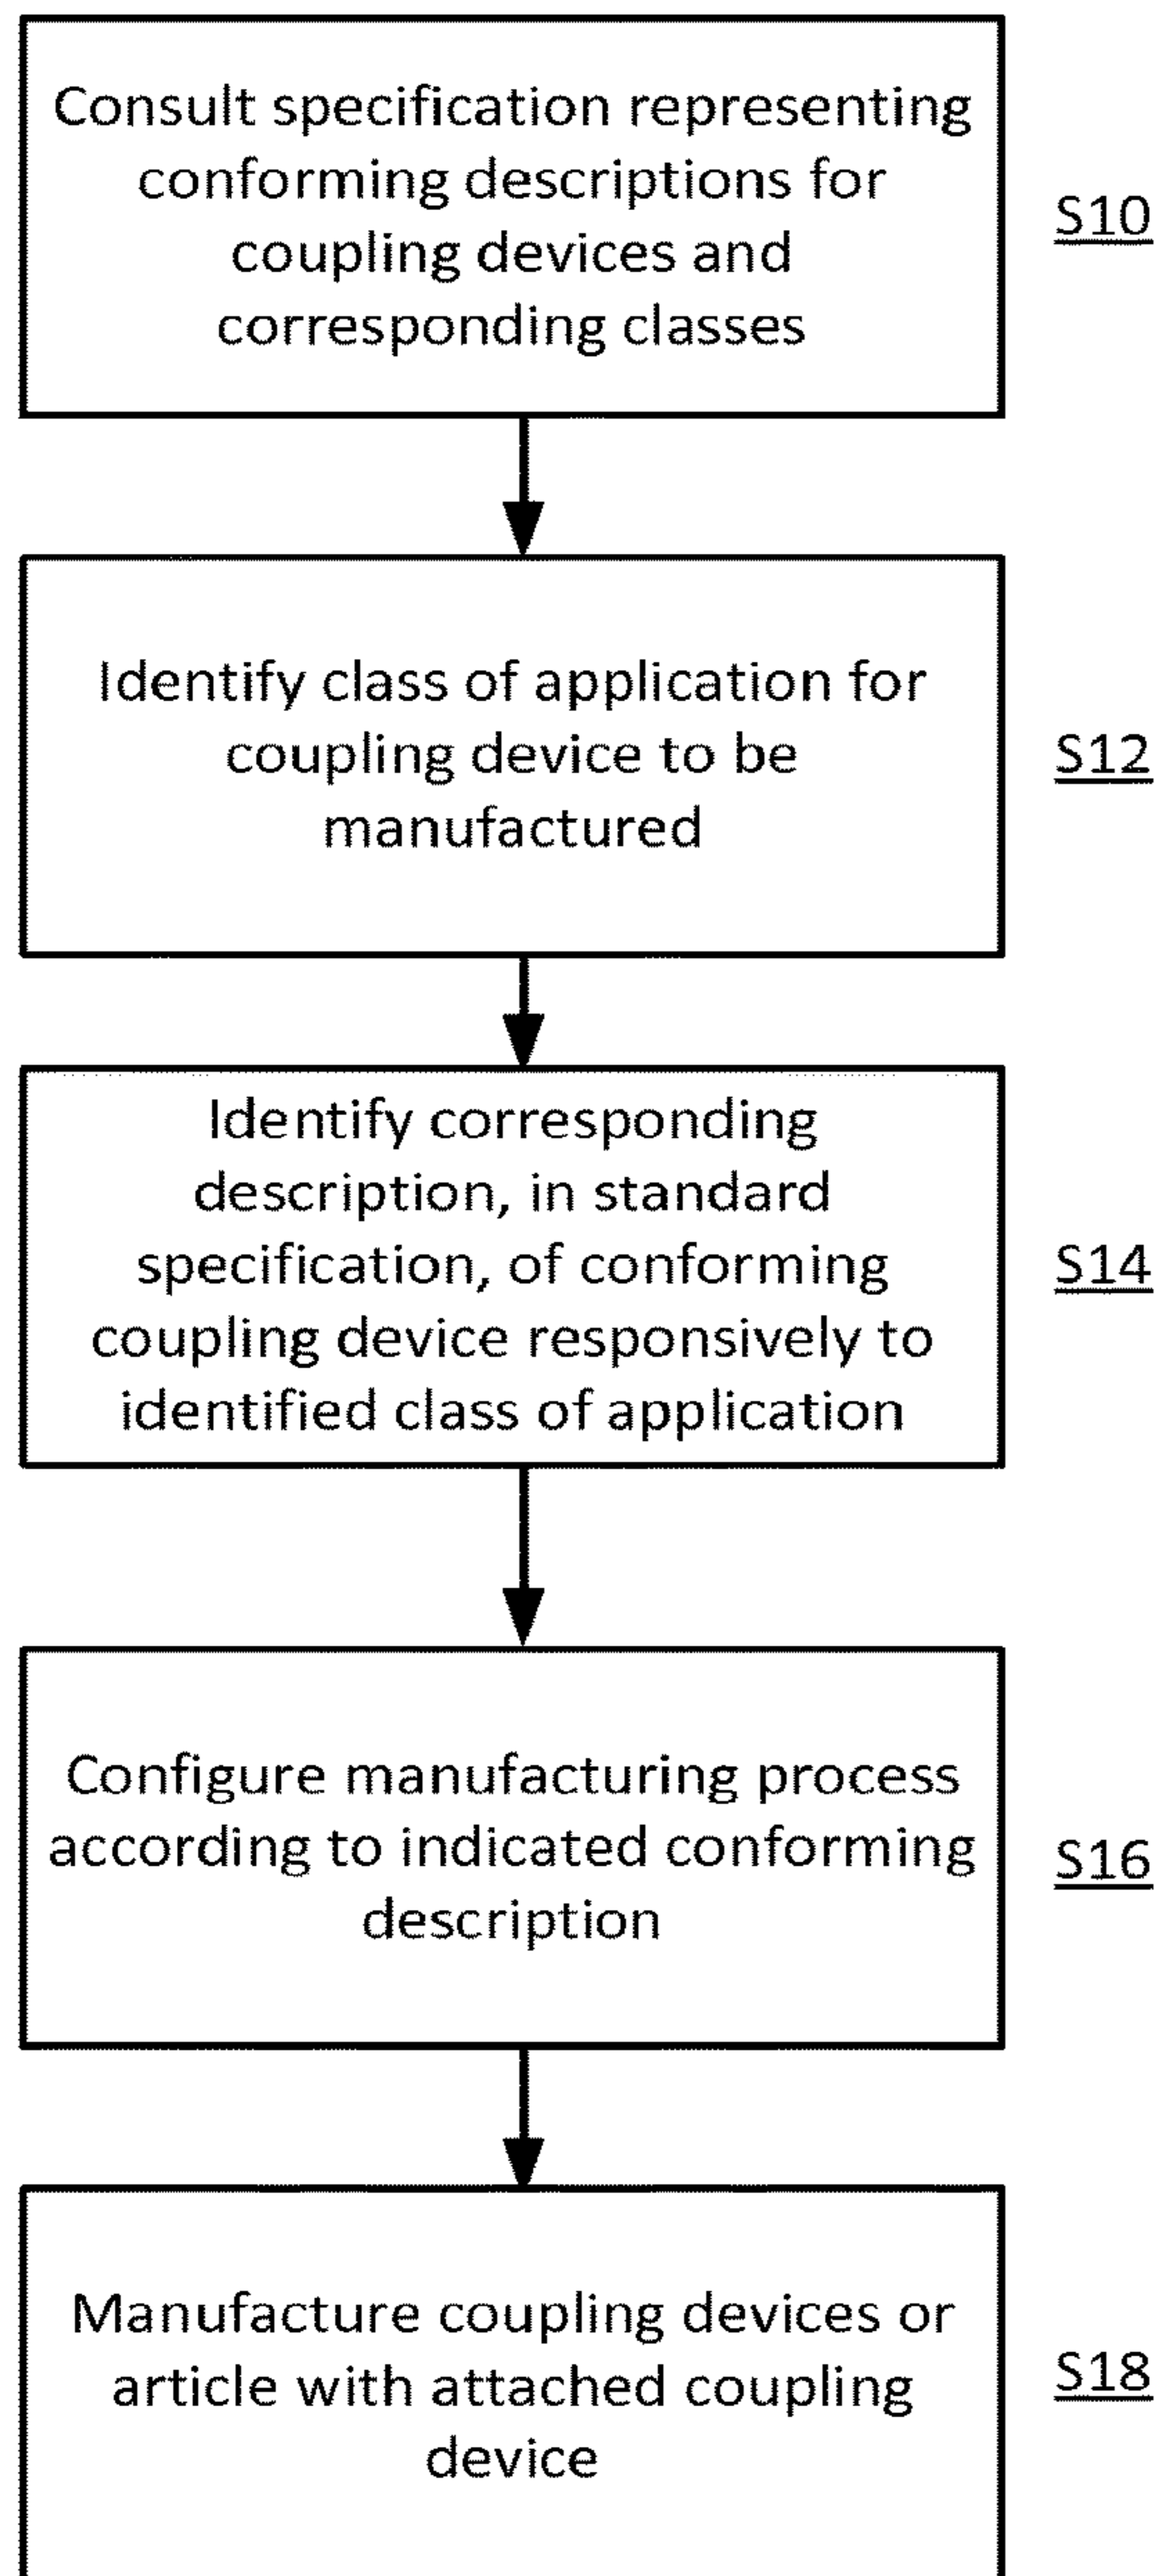 Consult specification representing
conforming descriptions for
coupling devices and
corresponding classes
S10
Identify class of application for
coupling device to be
manufactured
S12
Identify corresponding
description, in standard
specification, of conforming
coupling device responsively to
identified class of application
S14
Configure manufacturing process
according to indicated conforming
description
S16
Manufacture coupling devices or
article with attached coupling
device
S18